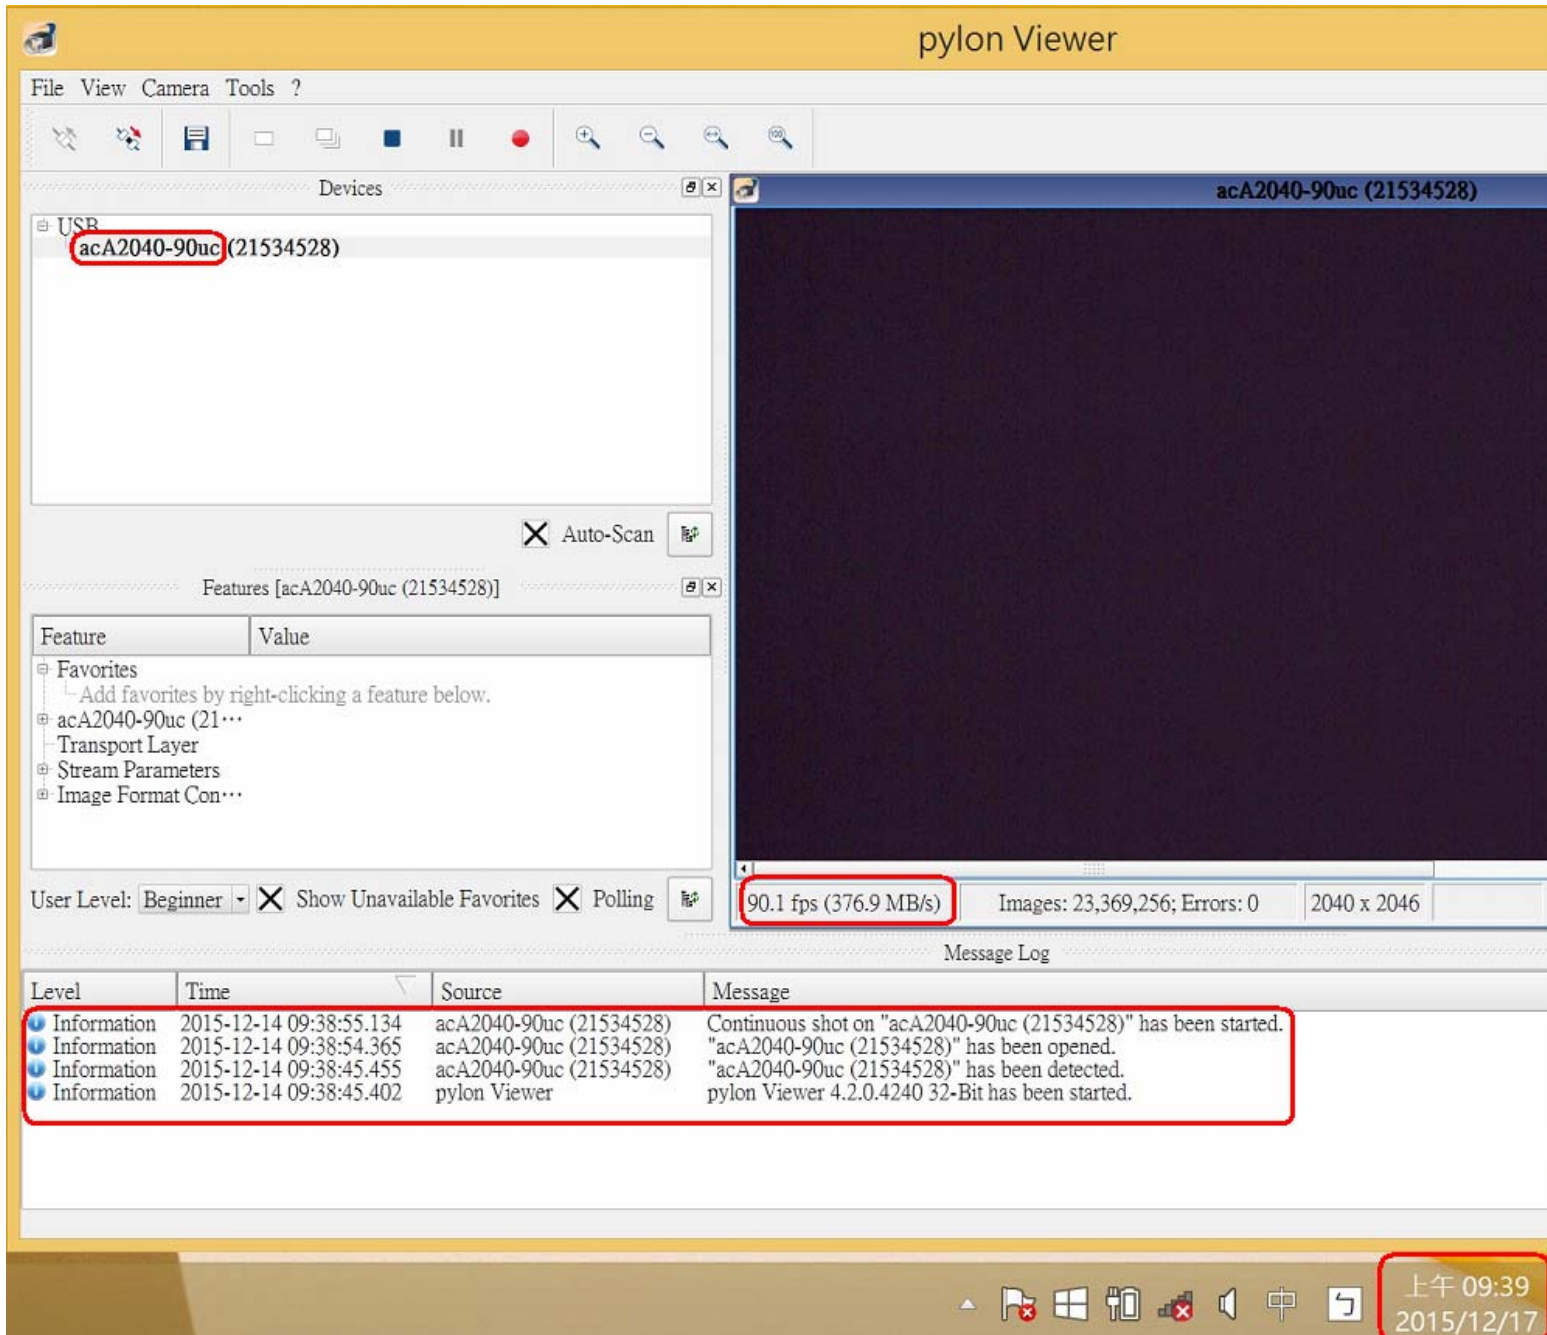 pylon Viewer
File View Camera Tools ?
Devices
acA2040-90uc (21534528)
USB
acA2040-90uc (21534528)
Auto-Scan
Features [acA2040-90uc (21534528)]
Feature Value
Favorites
Add favorites by right-clicking a feature below.
acA2040-90uc (21···
Transport Layer
Stream Parameters
Image Format Con···
User Level: Beginner Show Unavailable Favorites Polling
90.1 fps (376.9 MB/s) Images: 23,369,256; Errors: 0 2040 x 2046
Message Log
Level Time Source Message
Information 2015-12-14 09:38:55.134 acA2040-90uc (21534528) Continuous shot on "acA2040-90uc (21534528)" has been started.
Information 2015-12-14 09:38:54.365 acA2040-90uc (21534528) "acA2040-90uc (21534528)" has been opened.
Information 2015-12-14 09:38:45.455 acA2040-90uc (21534528) "acA2040-90uc (21534528)" has been detected.
Information 2015-12-14 09:38:45.402 pylon Viewer pylon Viewer 4.2.0.4240 32-Bit has been started.
中 ㄅ 上午 09:39
2015/12/17